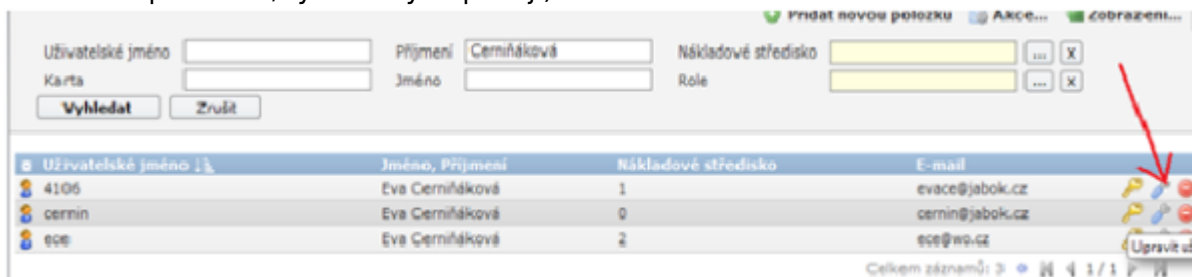 Přidat novou položku Akce... Zobrazení...
Uživatelské jméno Příjmení Cerniňáková Nákladové středisko ... x
Karta Jméno Role ... x
Vyhledat Zrušit
Uživatelské jméno Jméno, Příjmení Nákladové středisko E-mail
4106 Eva Cerniňáková 1 evace@jabok.cz
cernin Eva Cerniňáková 0 cernin@jabok.cz
ece Eva Cerniňáková 2 ece@wo.cz
Upravit
Celkem záznamů: 3 1/1